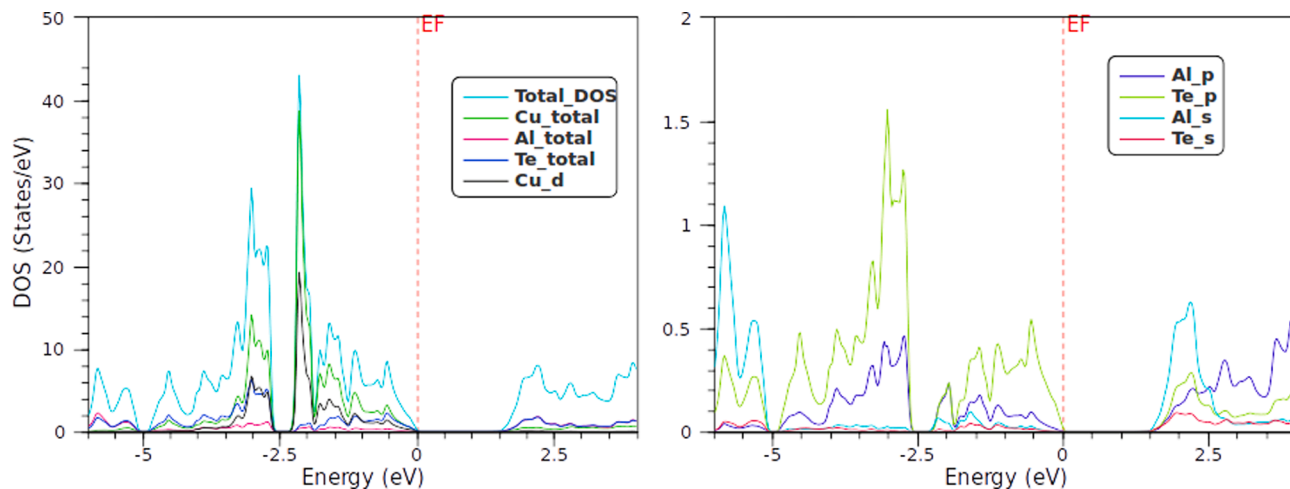 50
40
30
20
10
0
DOS (States/eV)
EF
Total_DOS
Cu_total
Al_total
Te_total
Cu_d
-5
-2.5
0
2.5
Energy (eV)
2
1.5
1
0.5
0
EF
Al_p
Te_p
Al_s
Te_s
-5
-2.5
0
2.5
Energy (eV)